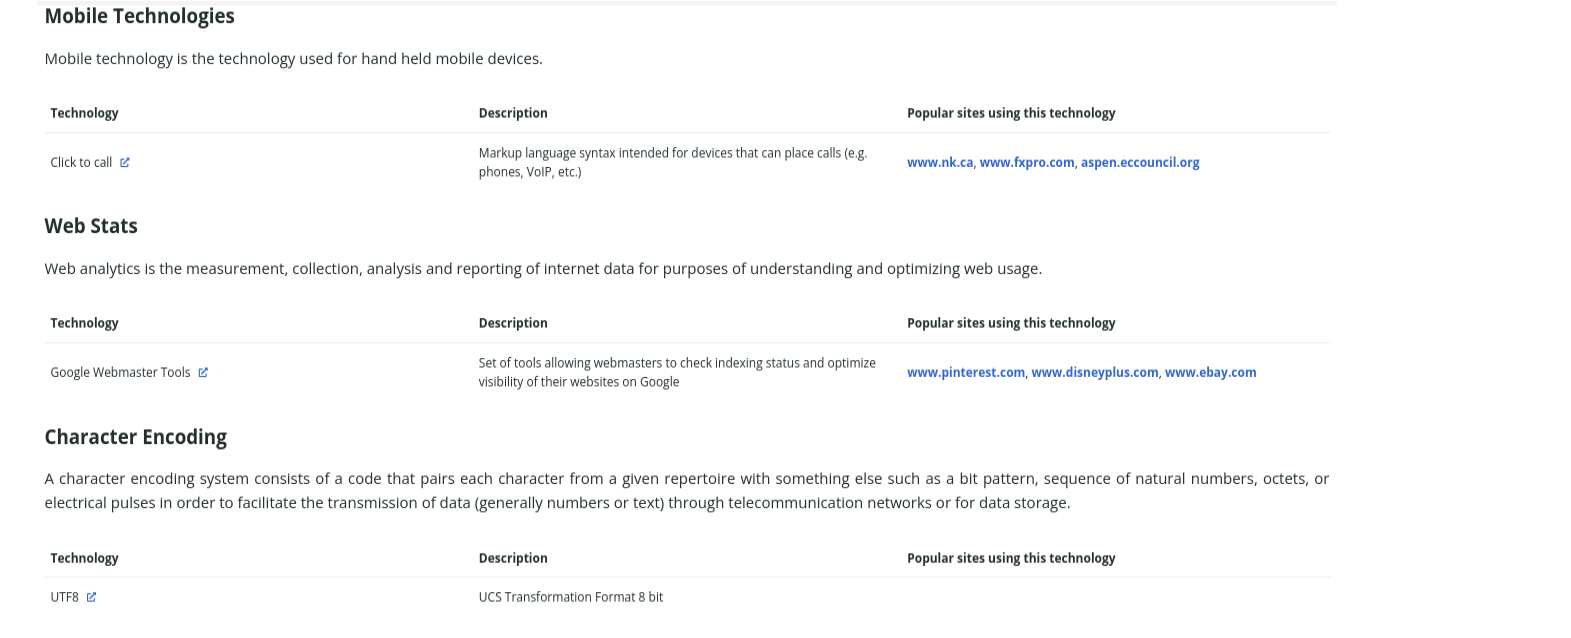 Mobile Technologies
Mobile technology is the technology used for hand held mobile devices.
Technology Description Popular sites using this technology
Click to call Markup language syntax intended for devices that can place calls (e.g. phones, VoIP, etc.) www.nk.ca, www.fxpro.com, aspen.eccouncil.org
Web Stats
Web analytics is the measurement, collection, analysis and reporting of internet data for purposes of understanding and optimizing web usage.
Technology Description Popular sites using this technology
Google Webmaster Tools Set of tools allowing webmasters to check indexing status and optimize visibility of their websites on Google www.pinterest.com, www.disneyplus.com, www.ebay.com
Character Encoding
A character encoding system consists of a code that pairs each character from a given repertoire with something else such as a bit pattern, sequence of natural numbers, octets, or
electrical pulses in order to facilitate the transmission of data (generally numbers or text) through telecommunication networks or for data storage.
Technology Description Popular sites using this technology
UTF8 UCS Transformation Format 8 bit